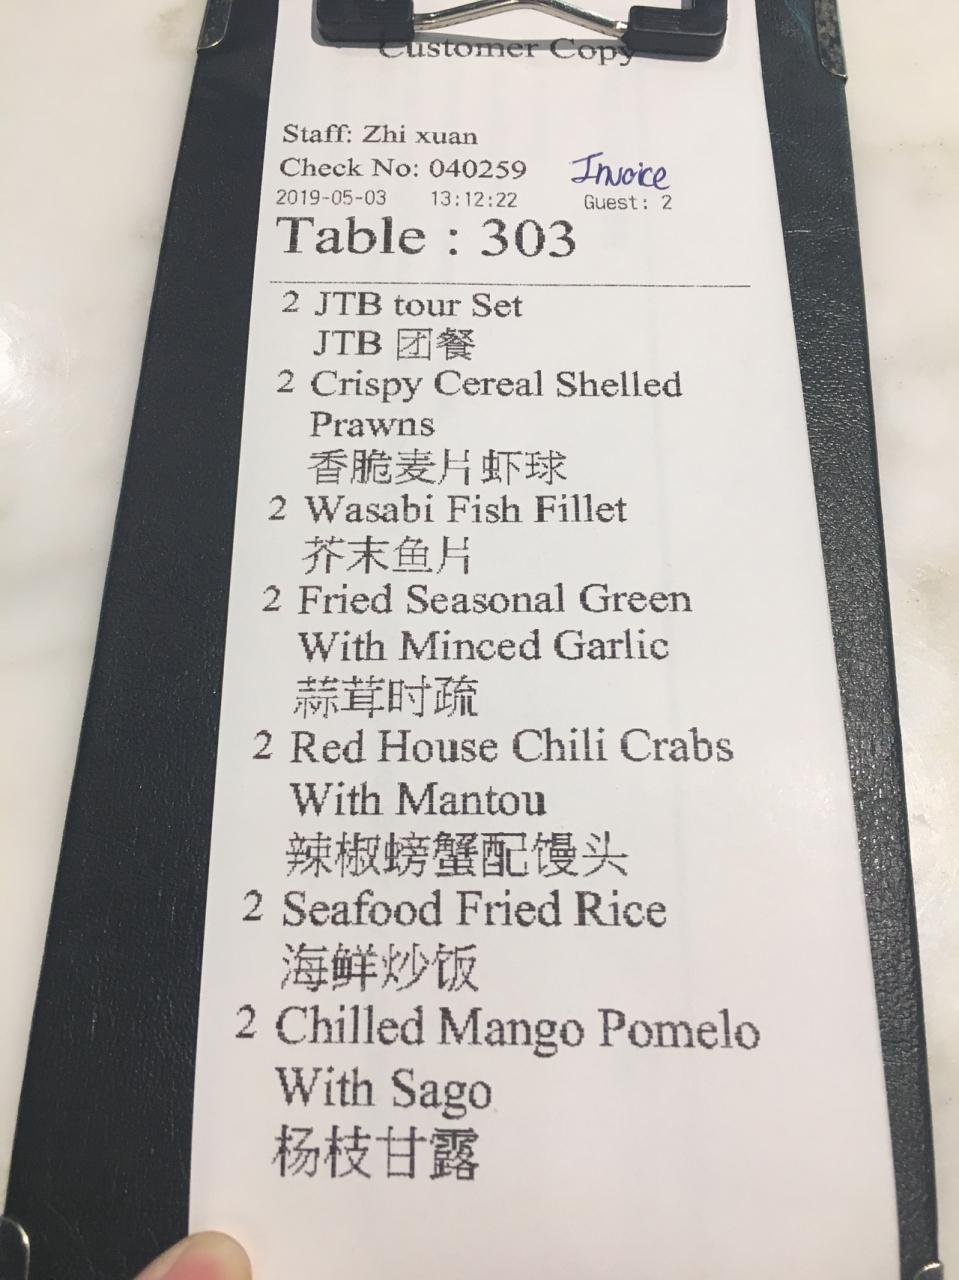 Customer Copy
Staff: Zhi xuan
Check No: 040259
Invoice
2019-05-03 13:12:22 Guest: 2
Table : 303
2 JTB tour Set
JTB 团餐
2 Crispy Cereal Shelled
Prawns
香脆麦片虾球
2 Wasabi Fish Fillet
芥末鱼片
2 Fried Seasonal Green
With Minced Garlic
蒜茸时疏
2 Red House Chili Crabs
With Mantou
辣椒螃蟹配馒头
2 Seafood Fried Rice
海鲜炒饭
2 Chilled Mango Pomelo
With Sago
杨枝甘露